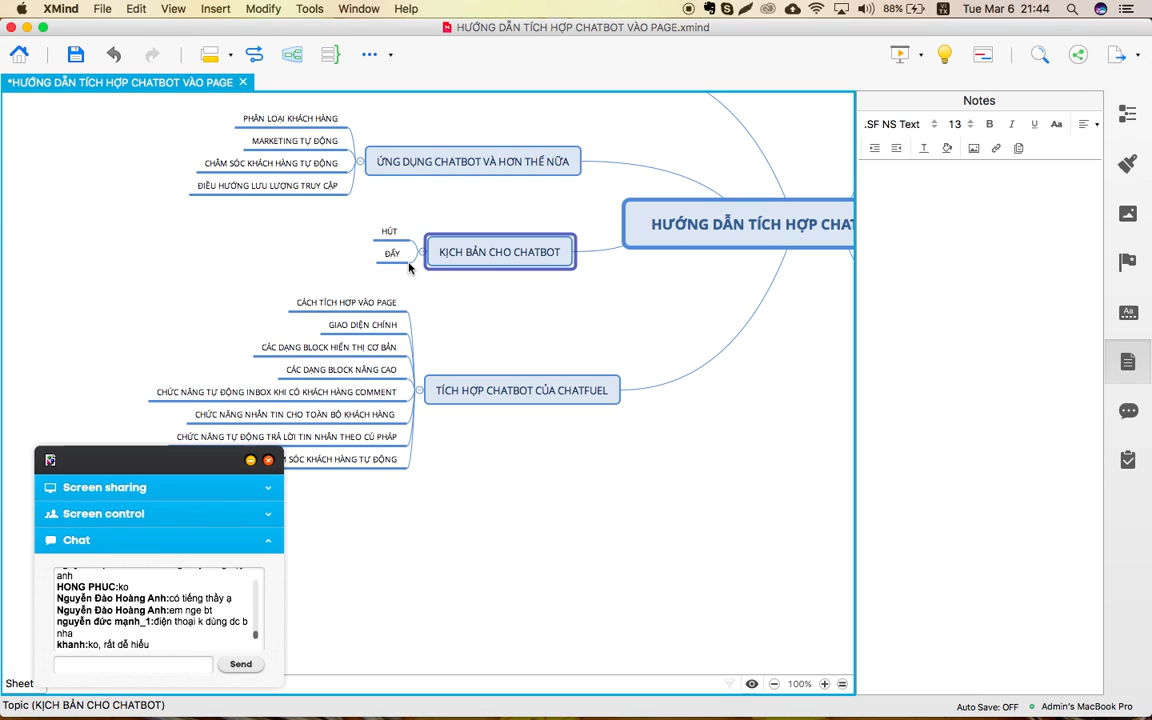 XMind File Edit View Insert Modify Tools Window Help 88% Tue Mar 6 21:44
HƯỚNG DẪN TÍCH HỢP CHATBOT VÀO PAGE.xmind
*HƯỚNG DẪN TÍCH HỢP CHATBOT VÀO PAGE
Notes
.SF NS Text 13 B I U Aa
PHÂN LOẠI KHÁCH HÀNG
MARKETING TỰ ĐỘNG
CHĂM SÓC KHÁCH HÀNG TỰ ĐỘNG
ĐIỀU HƯỚNG LƯU LƯỢNG TRUY CẬP
ỨNG DỤNG CHATBOT VÀ HƠN THẾ NỮA
HƯỚNG DẪN TÍCH HỢP CHAT
HÚT
ĐẨY
KỊCH BẢN CHO CHATBOT
CÁCH TÍCH HỢP VÀO PAGE
GIAO DIỆN CHÍNH
CÁC DẠNG BLOCK HIỂN THỊ CƠ BẢN
CÁC DẠNG BLOCK NÂNG CAO
CHỨC NĂNG TỰ ĐỘNG INBOX KHI CÓ KHÁCH HÀNG COMMENT
CHỨC NĂNG NHẮN TIN CHO TOÀN BỘ KHÁCH HÀNG
CHỨC NĂNG TỰ ĐỘNG TRẢ LỜI TIN NHẮN THEO CÚ PHÁP
M SÓC KHÁCH HÀNG TỰ ĐỘNG
TÍCH HỢP CHATBOT CỦA CHATFUEL
Screen sharing
Screen control
Chat
anh
HONG PHUC:ko
Nguyễn Đào Hoàng Anh:có tiếng thầy ạ
Nguyễn Đào Hoàng Anh:em nge bt
nguyễn đức mạnh_1:điện thoại k dùng dc b
nha
khanh:ko, rất dễ hiểu
Send
Sheet
100%
Topic (KỊCH BẢN CHO CHATBOT)
Auto Save: OFF Admin's MacBook Pro